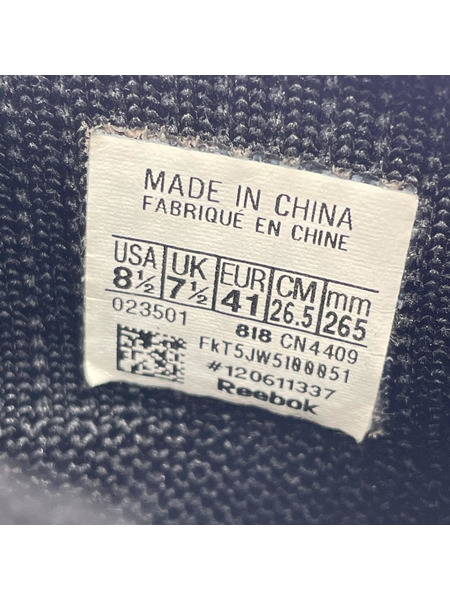 MADE IN CHINA
FABRIQUÉ EN CHINE
USA UK EUR CM mm
8½ 7½ 41 26.5 265
023501 818 CN4409
FKT5JW5100051
#120611337
Reebok